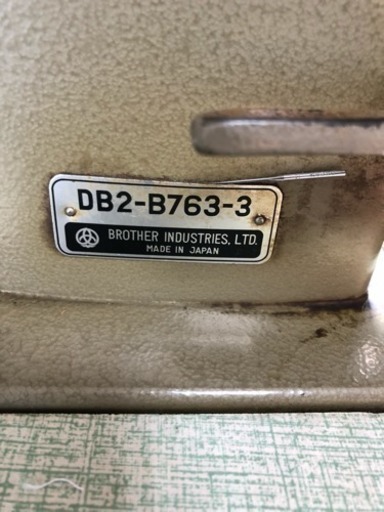 DB2-B763-3
BROTHER INDUSTRIES, LTD.
MADE IN JAPAN